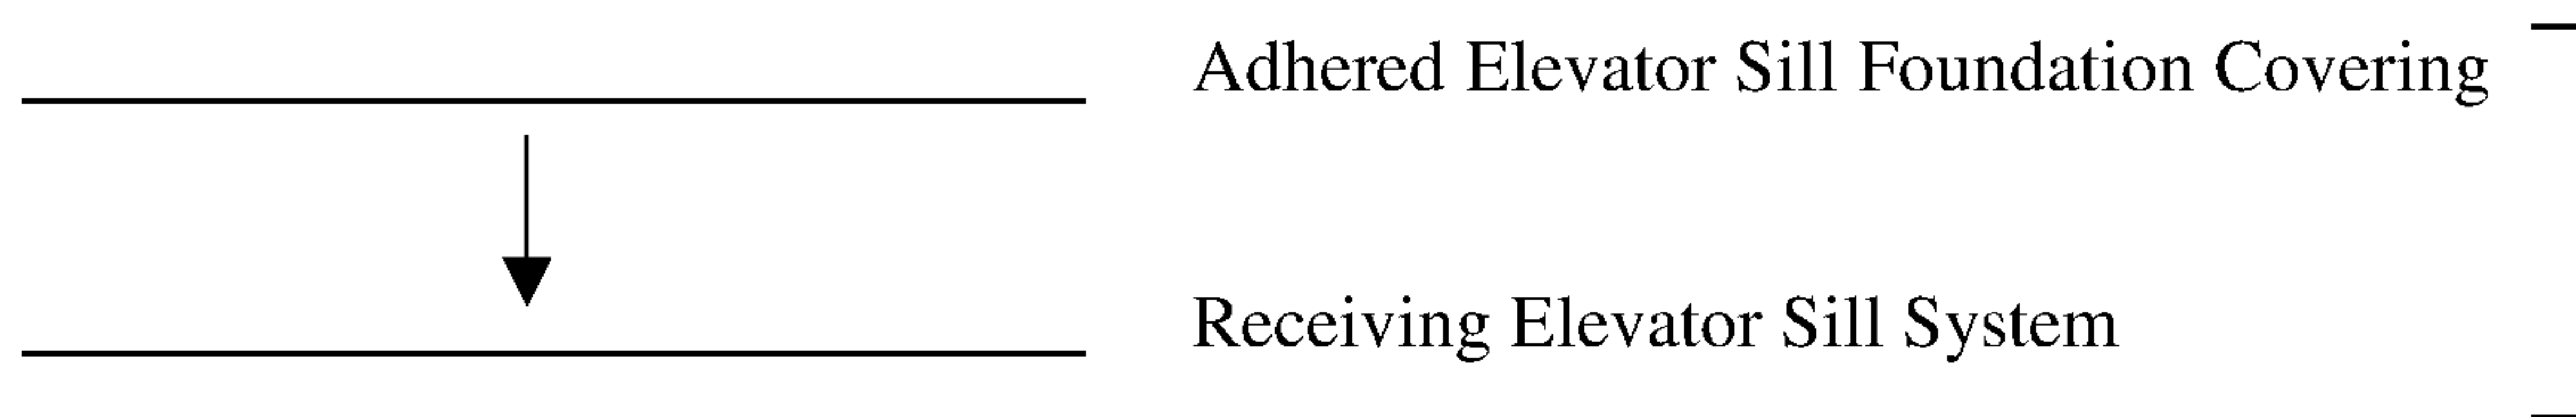 Adhered Elevator Sill Foundation Covering
Receiving Elevator Sill System